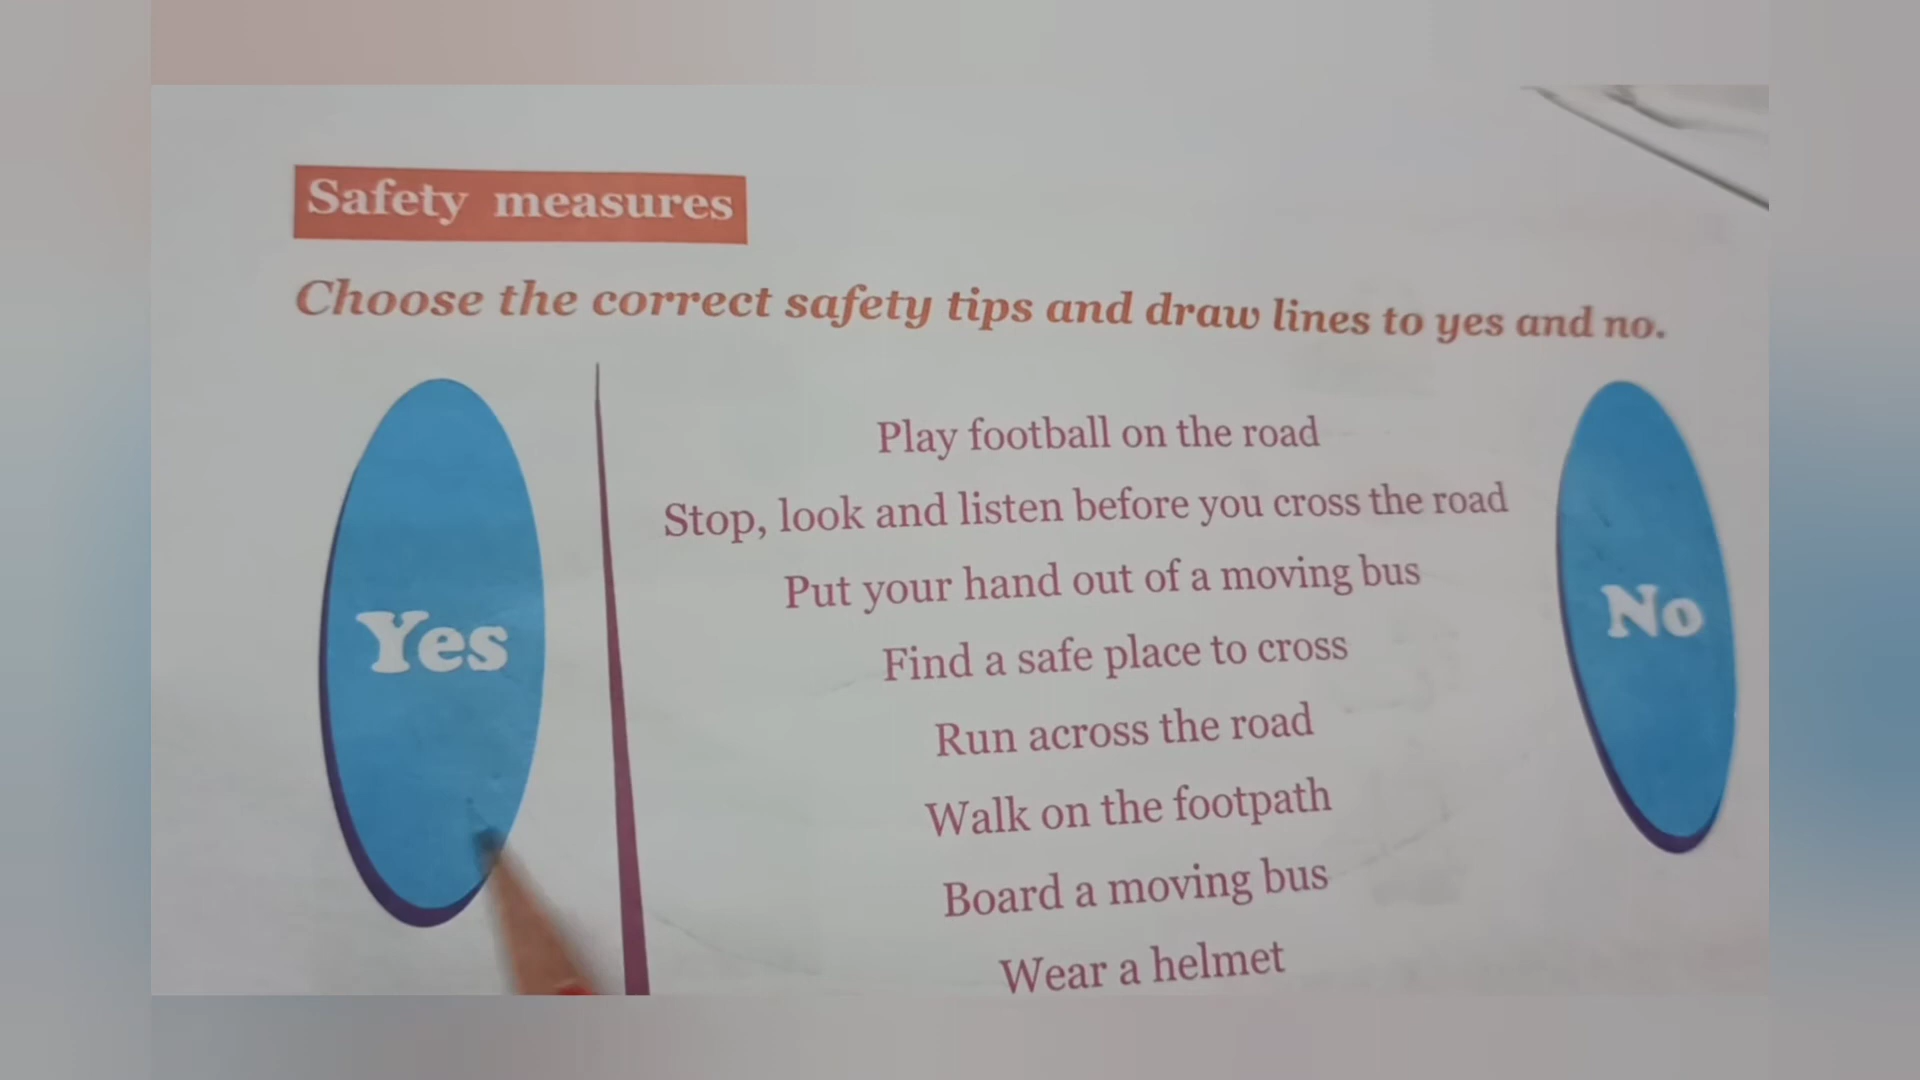 Safety measures
Choose the correct safety tips and draw lines to yes and no.
Play football on the road
Stop, look and listen before you cross the road
Put your hand out of a moving bus
Find a safe place to cross
Run across the road
Walk on the footpath
Board a moving bus
Wear a helmet
Yes
No